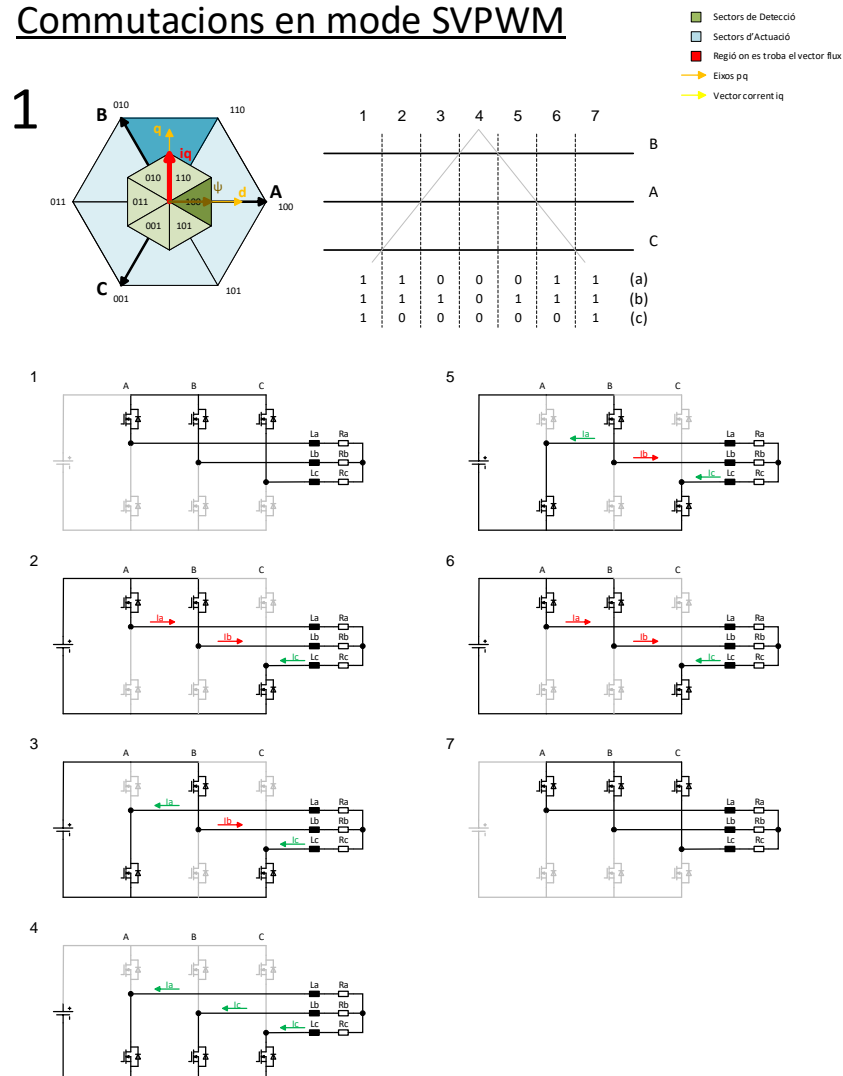 Commutacions en mode SVPWM
Sectors de Detecció
Sectors d'Actuació
Regió on es troba el vector flux
Eixos pq
Vector corrent iq
1
010
110
B
q
iq
010
110
ψ
d
A
011
011
100
100
001
101
C
001
101
1 2 3 4 5 6 7
B
A
C
1 1 0 0 0 1 1 (a)
1 1 1 0 1 1 1 (b)
1 0 0 0 0 0 1 (c)
1
A B C
La Ra
Lb Rb
Lc Rc
+
5
A B C
Ia
La Ra
Ib
Lb Rb
Ic
Lc Rc
+
2
A B C
Ia
La Ra
Ib
Lb Rb
Ic
Lc Rc
+
6
A B C
Ia
La Ra
Ib
Lb Rb
Ic
Lc Rc
+
3
A B C
Ia
La Ra
Ib
Lb Rb
Ic
Lc Rc
+
7
A B C
La Ra
Lb Rb
Lc Rc
+
4
A B C
Ia
La Ra
Ic
Lb Rb
Ic
Lc Rc
+